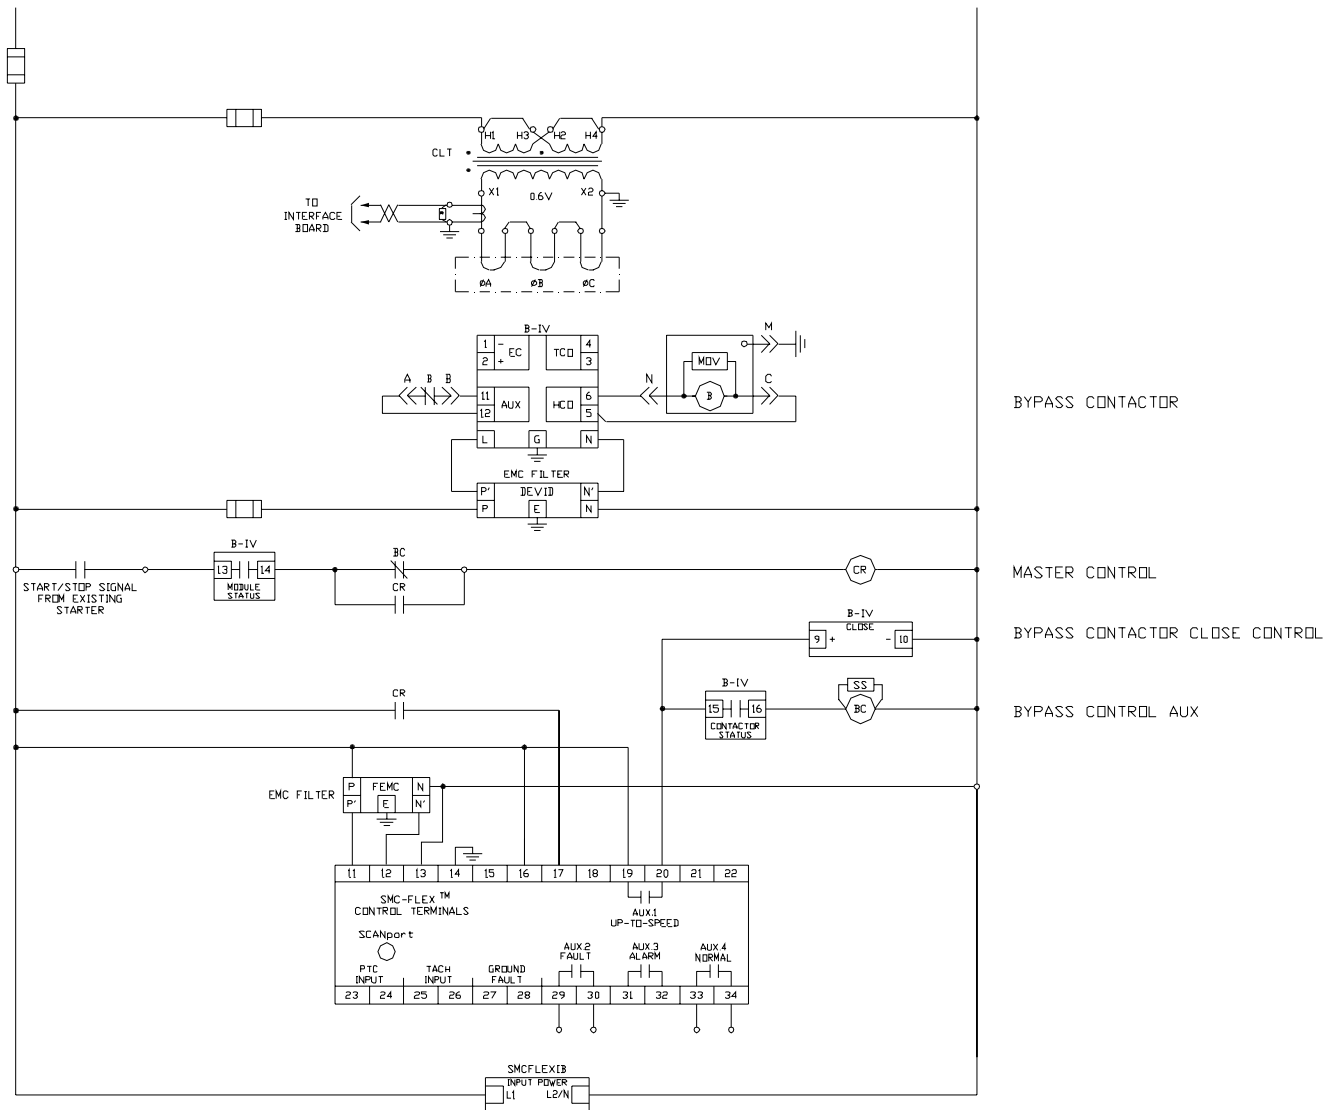 H1 H3 H2 H4
CLT
X1 0.6V X2
TO
INTERFACE
BOARD
ØA ØB ØC
B-IV
M
1 - EC TCO 4
2 + 3
MOV
A B B
N
C
11 AUX HCO 6
12 5
B
BYPASS CONTACTOR
L G N
EMC FILTER
P' DEVID N'
P E N
B-IV
BC
13 14
CR
MASTER CONTROL
START/STOP SIGNAL
FROM EXISTING
STARTER
MODULE
STATUS
CR
B-IV
CLOSE
9 + - 10
BYPASS CONTACTOR CLOSE CONTROL
B-IV
SS
CR
15 16
BC
BYPASS CONTROL AUX
CONTACTOR
STATUS
P FEMC N
EMC FILTER
P' E N'
11 12 13 14 15 16 17 18 19 20 21 22
SMC-FLEX TM
CONTROL TERMINALS
AUX.1
UP-TO-SPEED
SCANport
AUX.2
FAULT
AUX.3
ALARM
AUX.4
NORMAL
PTC
INPUT
TACH
INPUT
GROUND
FAULT
23 24 25 26 27 28 29 30 31 32 33 34
SMCFLEXIB
INPUT POWER
L1 L2/N